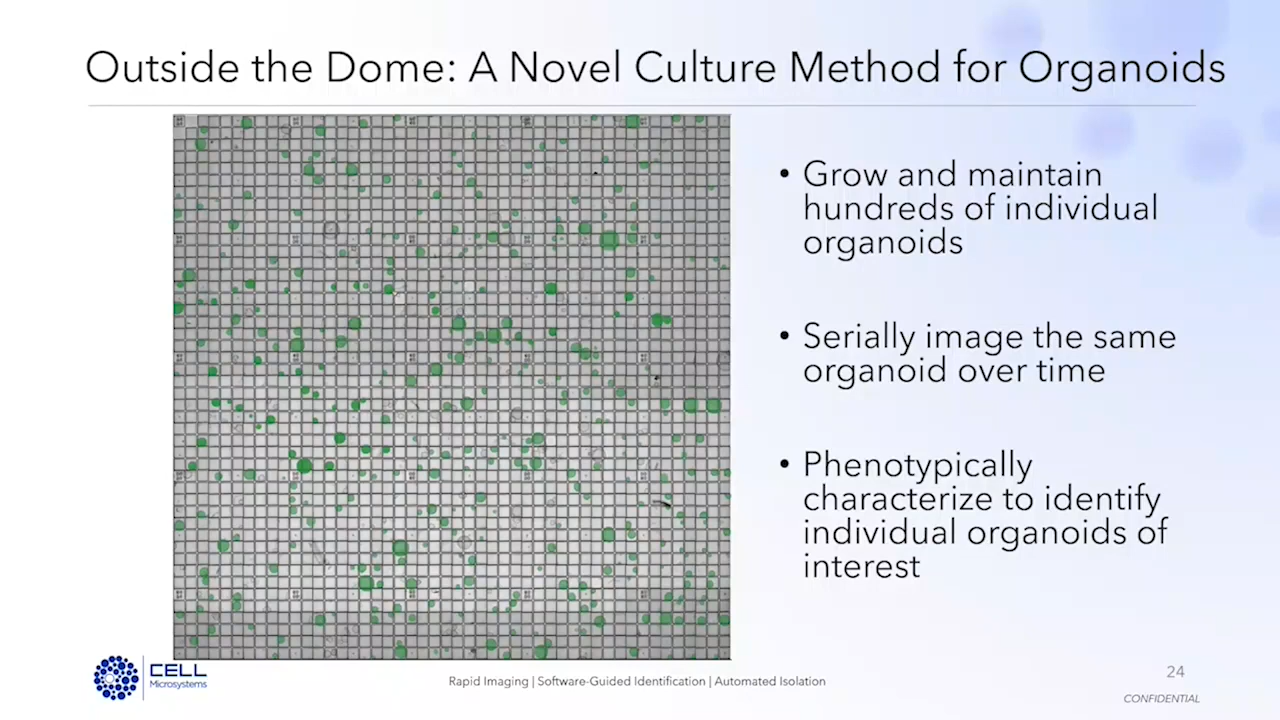 Outside the Dome: A Novel Culture Method for Organoids
• Grow and maintain
hundreds of individual
organoids
• Serially image the same
organoid over time
• Phenotypically
characterize to identify
individual organoids of
interest
CELL
Microsystems
Rapid Imaging | Software-Guided Identification | Automated Isolation
24
CONFIDENTIAL